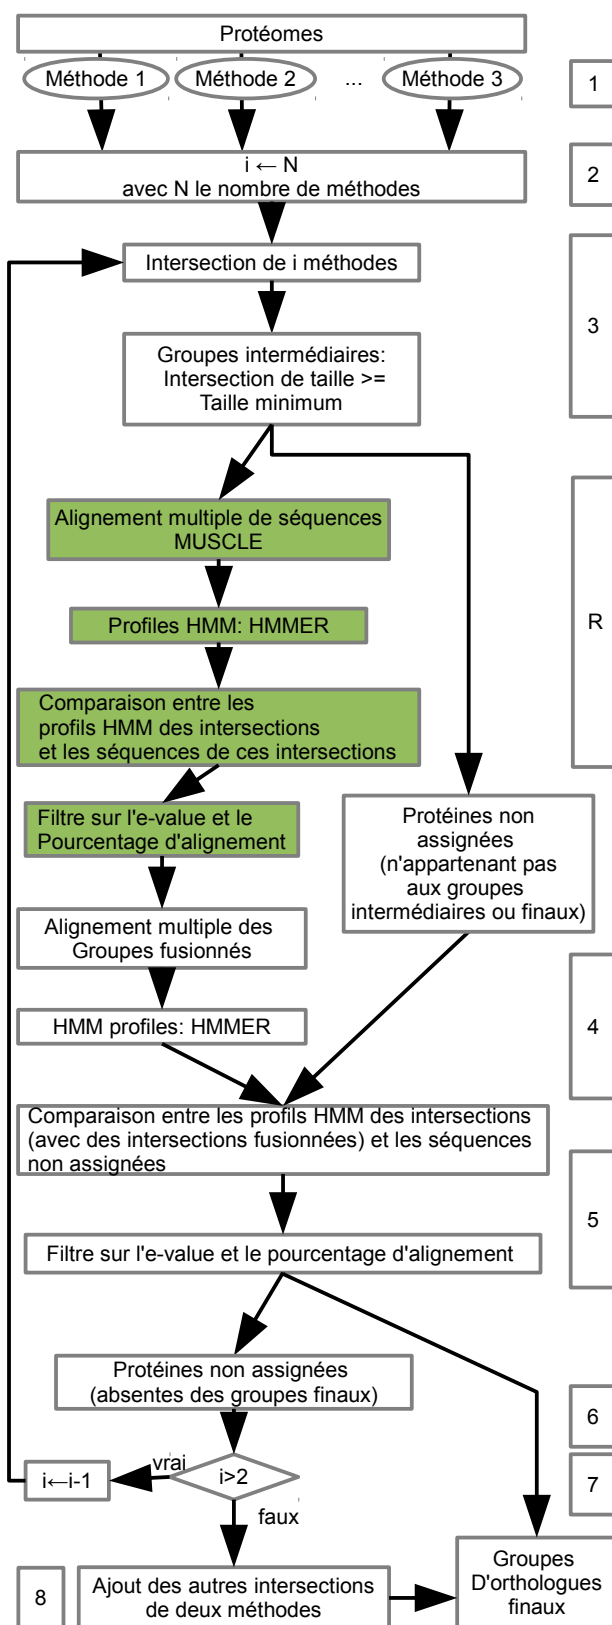 Protéomes
Méthode 1
Méthode 2
...
Méthode 3
1
i ← N
avec N le nombre de méthodes
2
Intersection de i méthodes
3
Groupes intermédiaires:
Intersection de taille >=
Taille minimum
Alignement multiple de séquences
MUSCLE
Profiles HMM: HMMER
R
Comparaison entre les
profils HMM des intersections
et les séquences de ces intersections
Filtre sur l'e-value et le
Pourcentage d'alignement
Protéines non
assignées
(n'appartenant pas
aux groupes
intermédiaires ou finaux)
Alignement multiple des
Groupes fusionnés
HMM profiles: HMMER
4
Comparaison entre les profils HMM des intersections
(avec des intersections fusionnées) et les séquences
non assignées
5
Filtre sur l'e-value et le pourcentage d'alignement
Protéines non assignées
(absentes des groupes finaux)
6
i←i-1
vrai
i>2
7
faux
8
Ajout des autres intersections
de deux méthodes
Groupes
D'orthologues
finaux